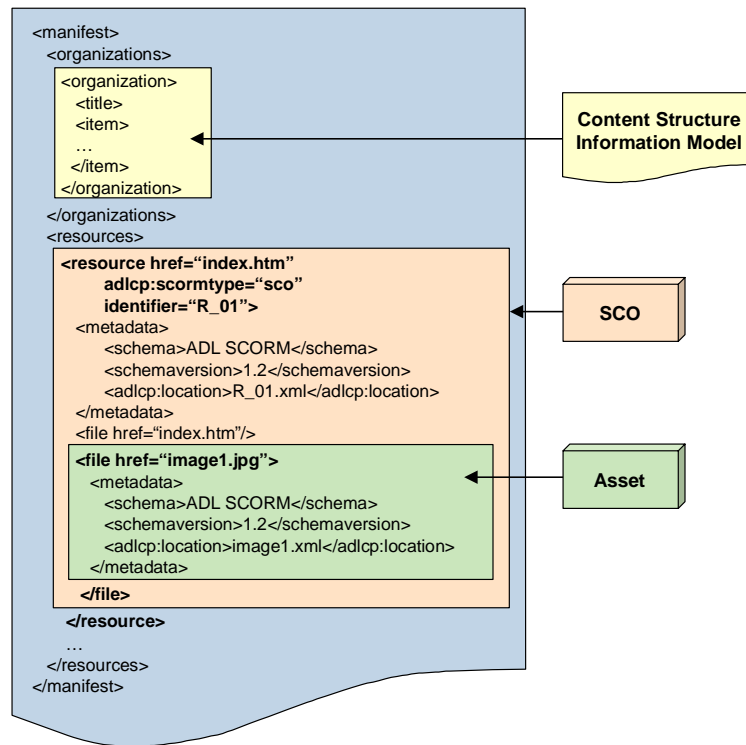 <manifest>
<organizations>
<organization>
<title>
<item>
…
</item>
</organization>
</organizations>
<resources>
<resource href=“index.htm”
adlcp:scormtype=“sco”
identifier=“R_01”>
<metadata>
<schema>ADL SCORM</schema>
<schemaversion>1.2</schemaversion>
<adlcp:location>R_01.xml</adlcp:location>
</metadata>
<file href=“index.htm”/>
<file href=“image1.jpg”>
<metadata>
<schema>ADL SCORM</schema>
<schemaversion>1.2</schemaversion>
<adlcp:location>image1.xml</adlcp:location>
</metadata>
</file>
</resource>
…
</resources>
</manifest>
Content Structure
Information Model
SCO
Asset